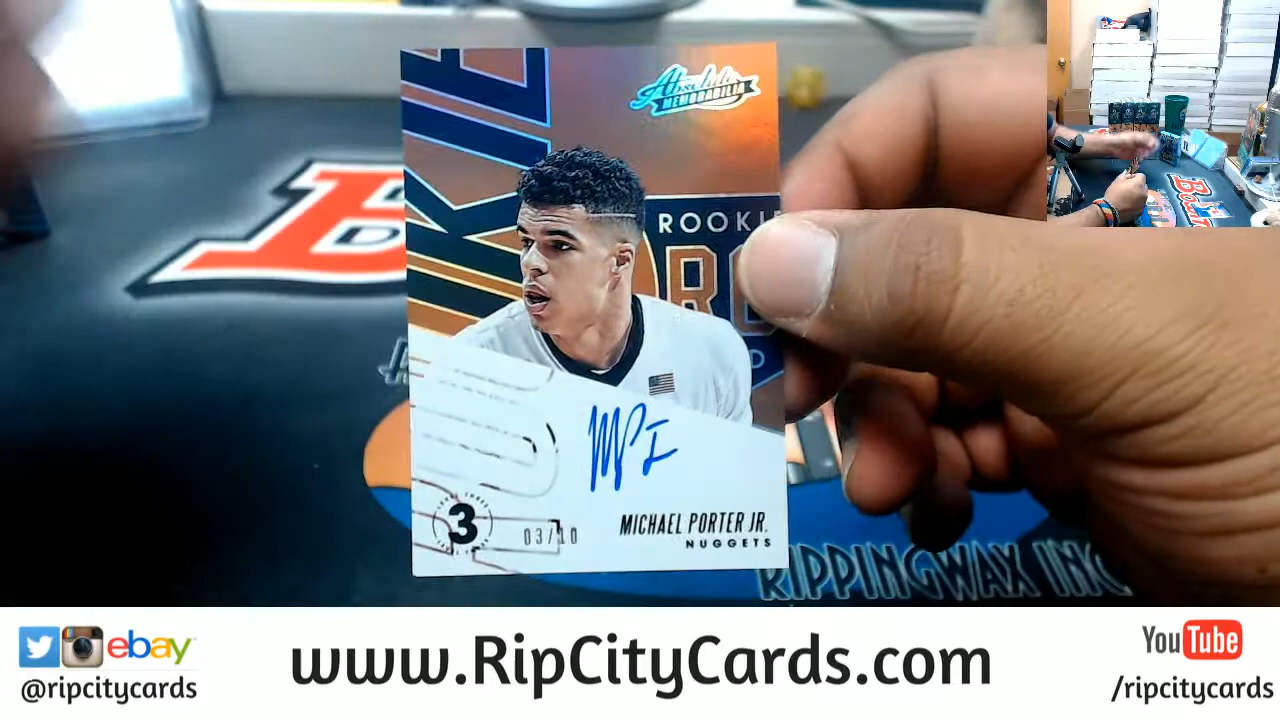 Absolute
MEMORABILIA
ROOKIE
MPJ
3
03/10
MICHAEL PORTER JR.
NUGGETS
RIPPINGWAX INC
ebay
@ripcitycards
www.RipCityCards.com
YouTube
/ripcitycards